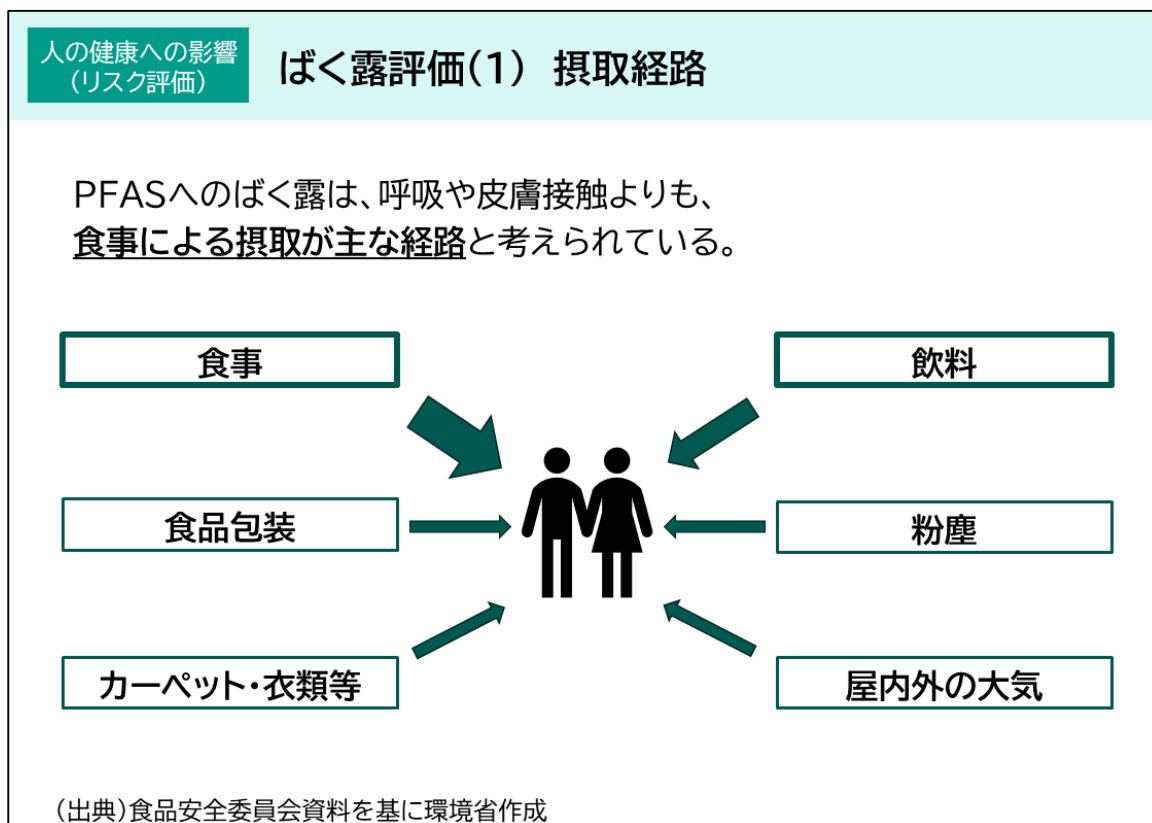 人の健康への影響
(リスク評価)
ばく露評価(1) 摂取経路
PFASへのばく露は、呼吸や皮膚接触よりも、
食事による摂取が主な経路と考えられている。
食事
飲料
食品包装
粉塵
カーペット・衣類等
屋内外の大気
(出典)食品安全委員会資料を基に環境省作成